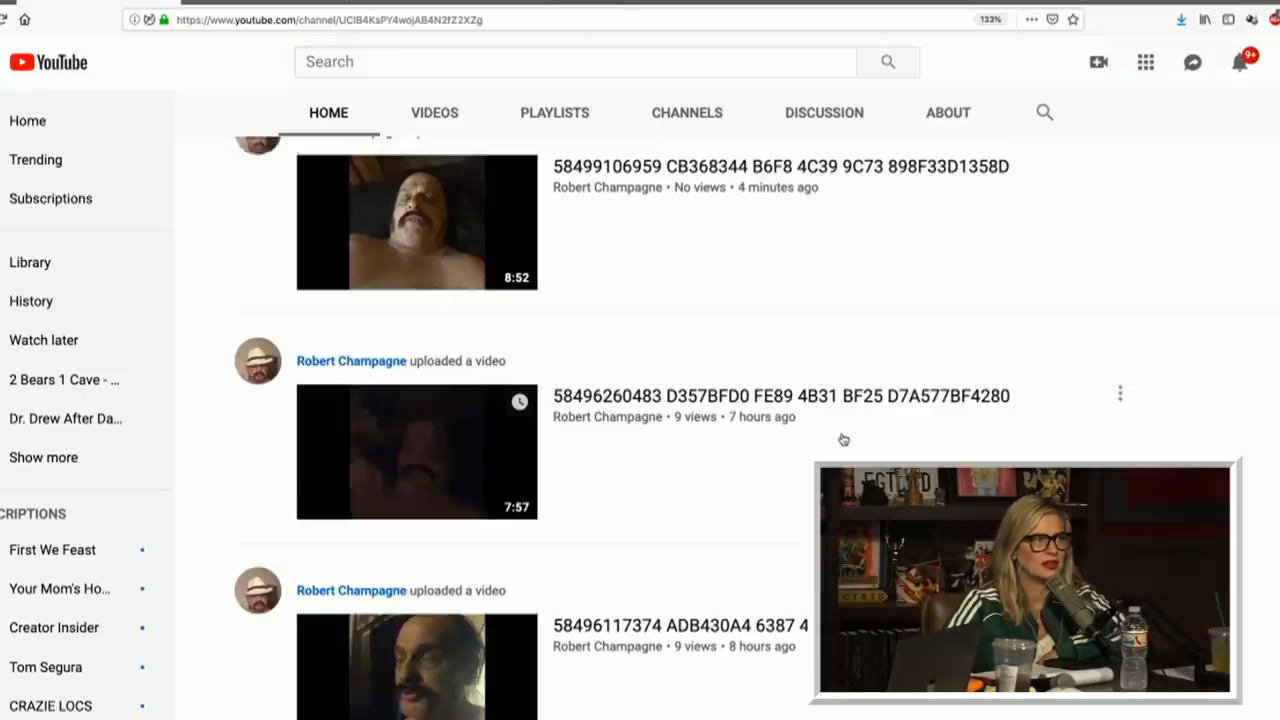 https://www.youtube.com/channel/UCIB4KsPY4wojAB4N2fZ2XZg
133%
YouTube
Search
9+
HOME
VIDEOS
PLAYLISTS
CHANNELS
DISCUSSION
ABOUT
Home
Trending
Subscriptions
Library
History
Watch later
2 Bears 1 Cave - ...
Dr. Drew After Da...
Show more
CRIPTIONS
First We Feast
Your Mom's Ho...
Creator Insider
Tom Segura
CRAZIE LOCS
58499106959 CB368344 B6F8 4C39 9C73 898F33D1358D
Robert Champagne • No views • 4 minutes ago
8:52
Robert Champagne uploaded a video
58496260483 D357BFD0 FE89 4B31 BF25 D7A577BF4280
Robert Champagne • 9 views • 7 hours ago
7:57
Robert Champagne uploaded a video
58496117374 ADB430A4 6387 4
Robert Champagne • 9 views • 8 hours ago